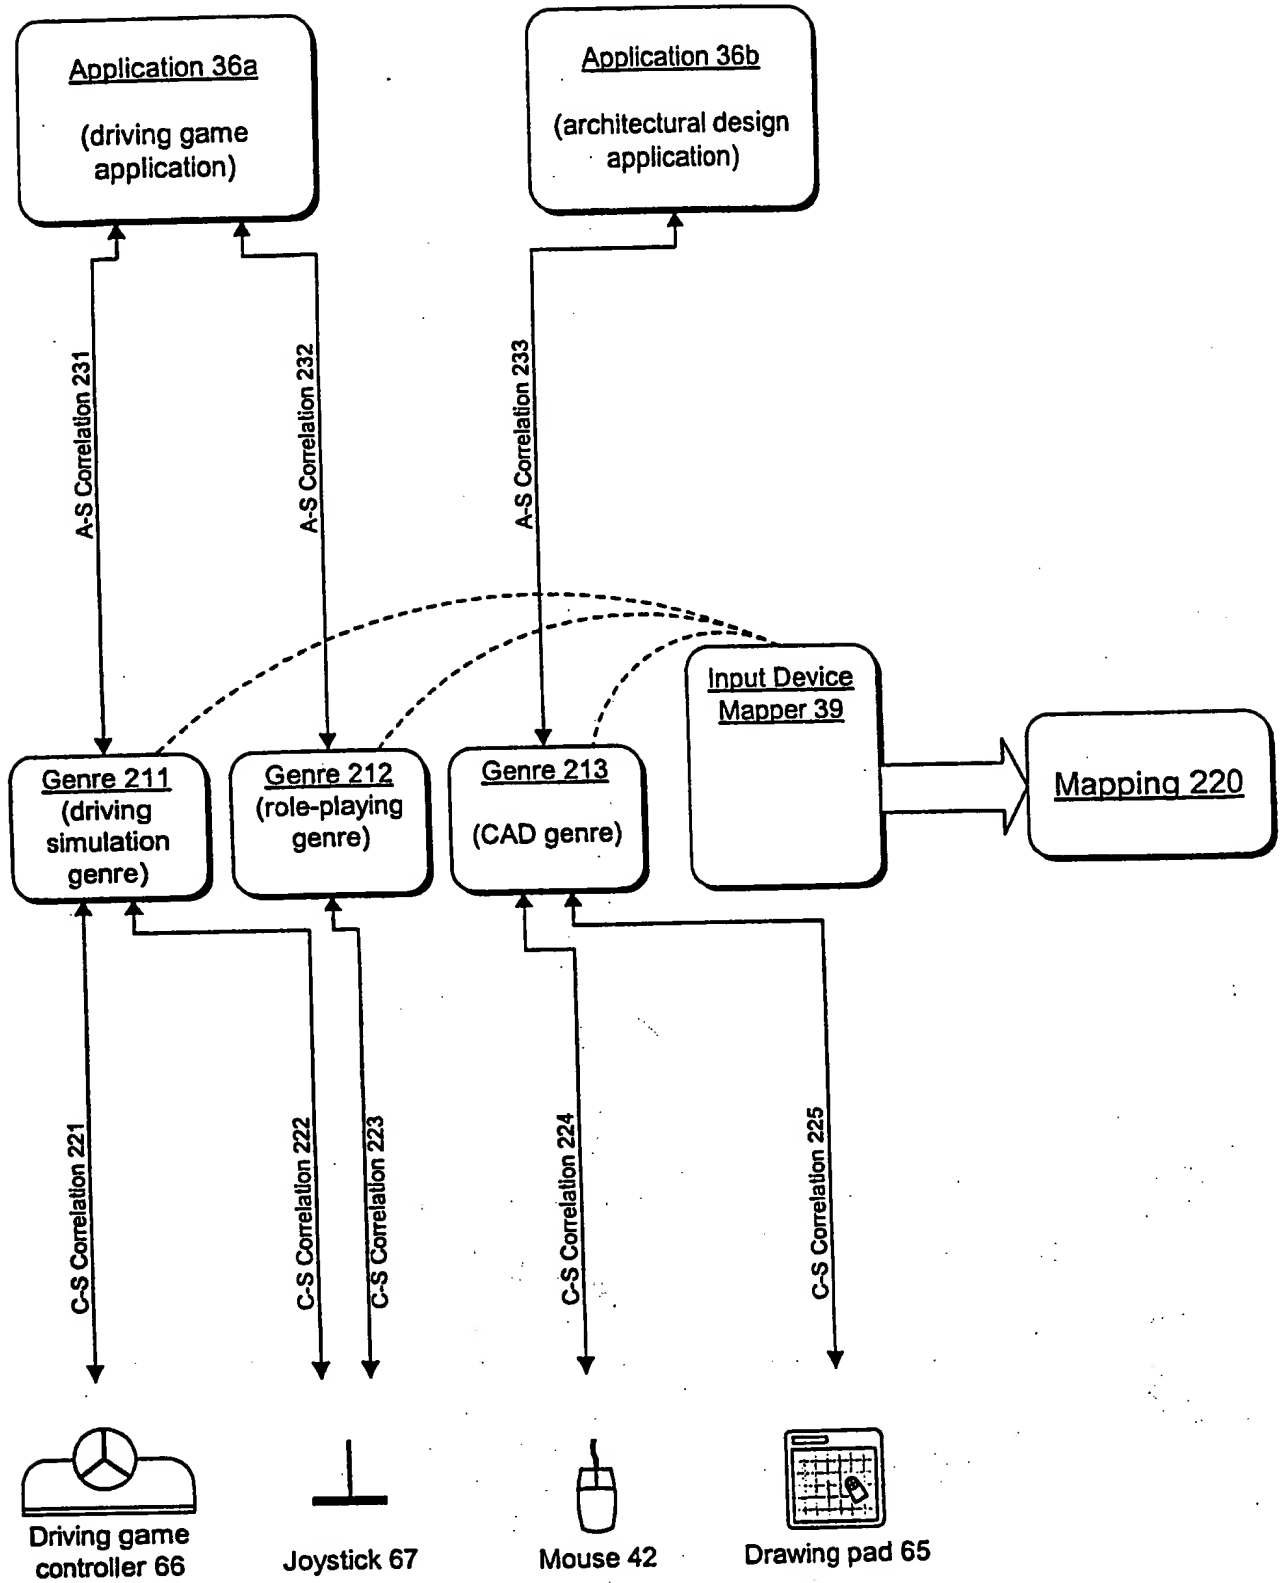 Application 36a
(driving game
application)
Application 36b
(architectural design
application)
A-S Correlation 231
A-S Correlation 232
A-S Correlation 233
Input Device
Mapper 39
Mapping 220
Genre 211
(driving
simulation
genre)
Genre 212
(role-playing
genre)
Genre 213
(CAD genre)
C-S Correlation 221
C-S Correlation 222
C-S Correlation 223
C-S Correlation 224
C-S Correlation 225
Driving game
controller 66
Joystick 67
Mouse 42
Drawing pad 65